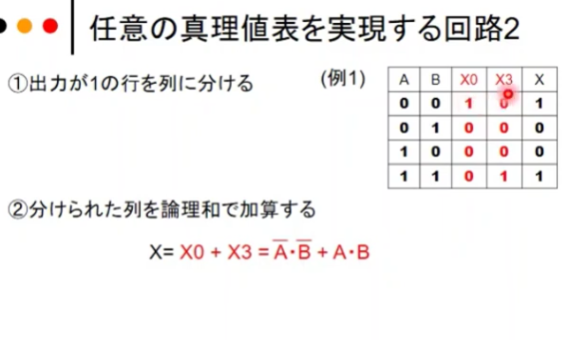 任意の真理値表を実現する回路2
①出力が1の行を列に分ける
(例1)
A B X0 X3 X
0 0 1 0 1
0 1 0 0 0
1 0 0 0 0
1 1 0 1 1
②分けられた列を論理和で加算する
X= X0 + X3 = A̅·B̅ + A·B